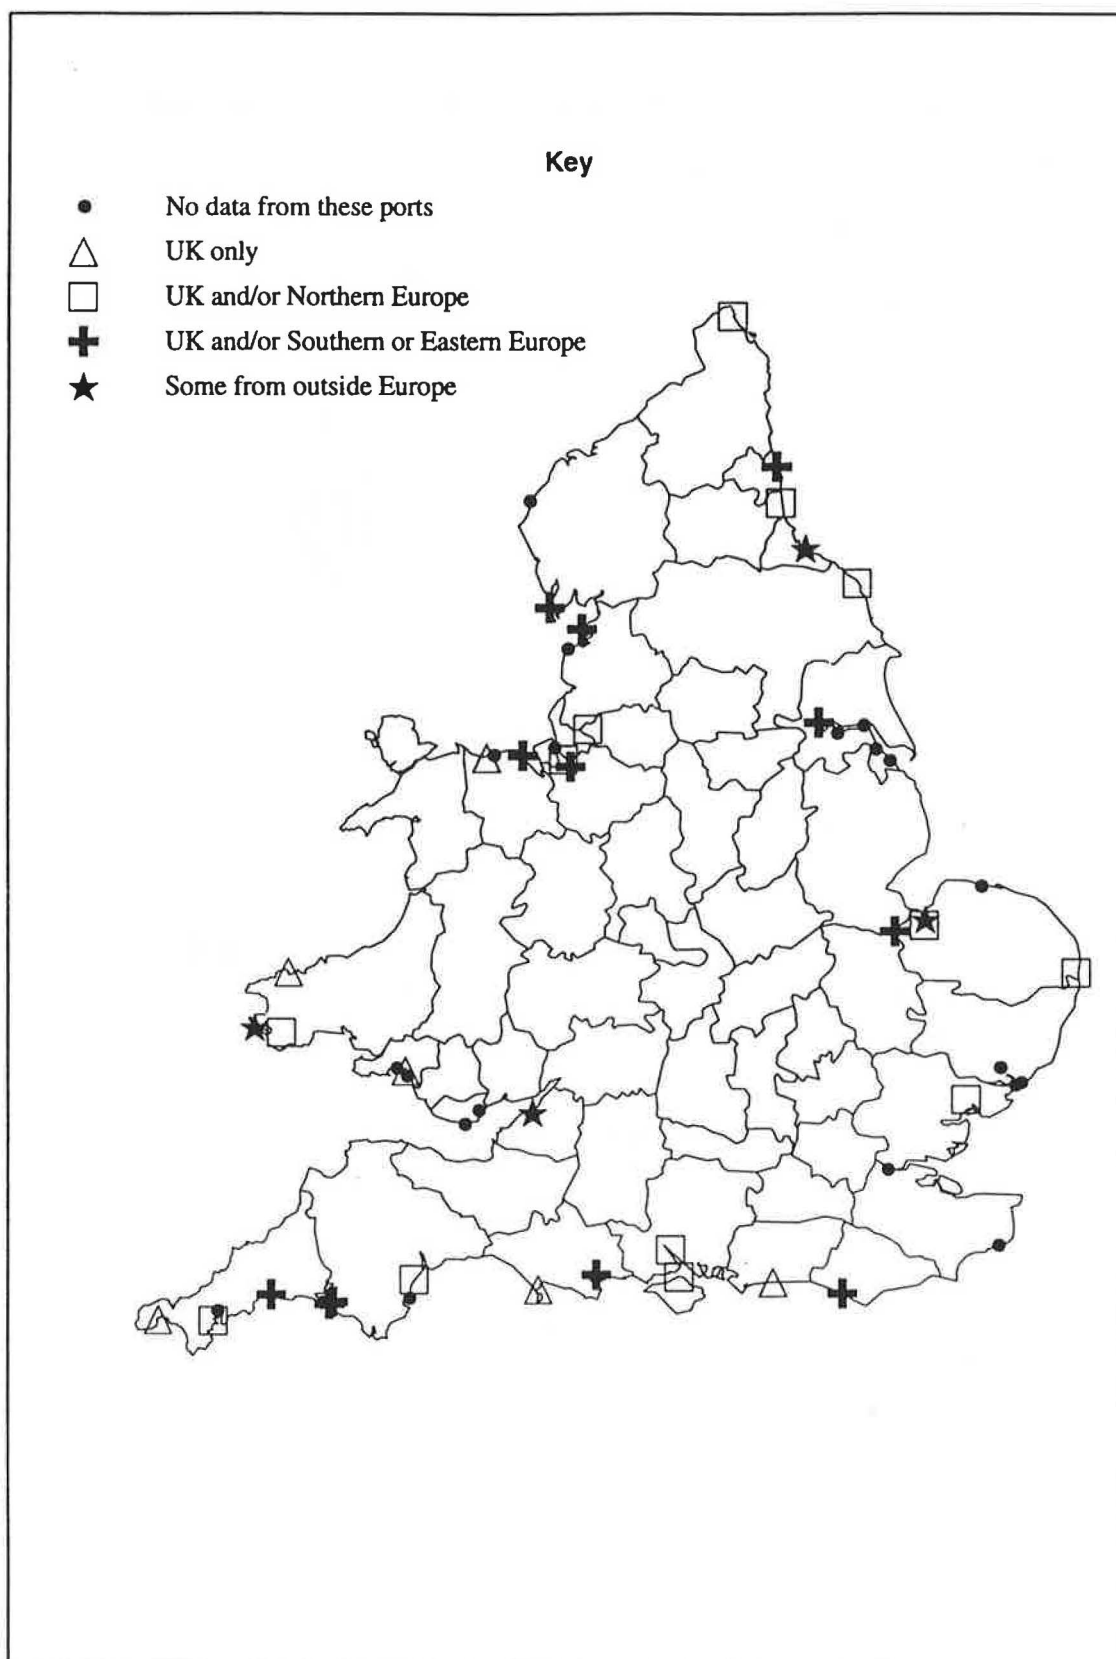 Key
No data from these ports
UK only
UK and/or Northern Europe
UK and/or Southern or Eastern Europe
Some from outside Europe